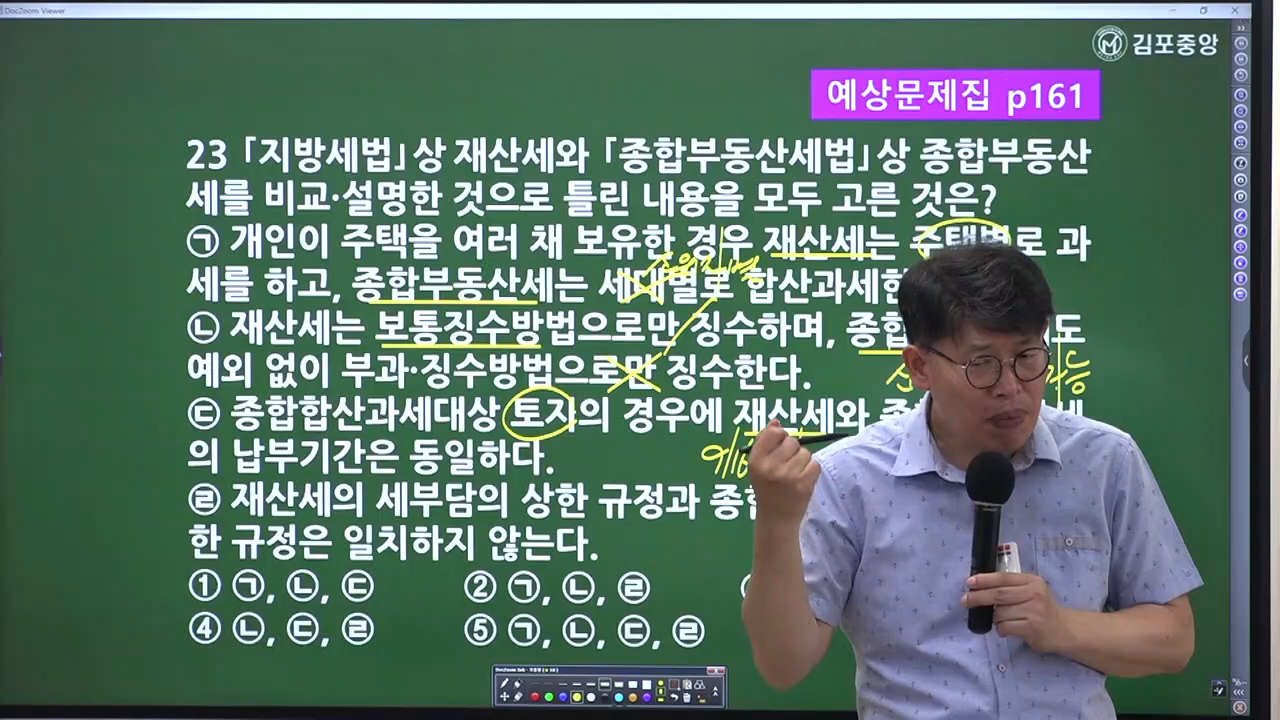 DocZoom Viewer
김포중앙
예상문제집 p161
23 「지방세법」상 재산세와 「종합부동산세법」상 종합부동산
세를 비교·설명한 것으로 틀린 내용을 모두 고른 것은?
㉠ 개인이 주택을 여러 채 보유한 경우 재산세는 주택별로 과
세를 하고, 종합부동산세는 세대별로 합산과세한
㉡ 재산세는 보통징수방법으로만 징수하며, 종합 도
예외 없이 부과·징수방법으로만 징수한다.
㉢ 종합합산과세대상 토지의 경우에 재산세와
의 납부기간은 동일하다.
㉣ 재산세의 세부담의 상한 규정과
한 규정은 일치하지 않는다.
① ㉠, ㉡, ㉢ ② ㉠, ㉡, ㉣
④ ㉡, ㉢, ㉣ ⑤ ㉠, ㉡, ㉢, ㉣